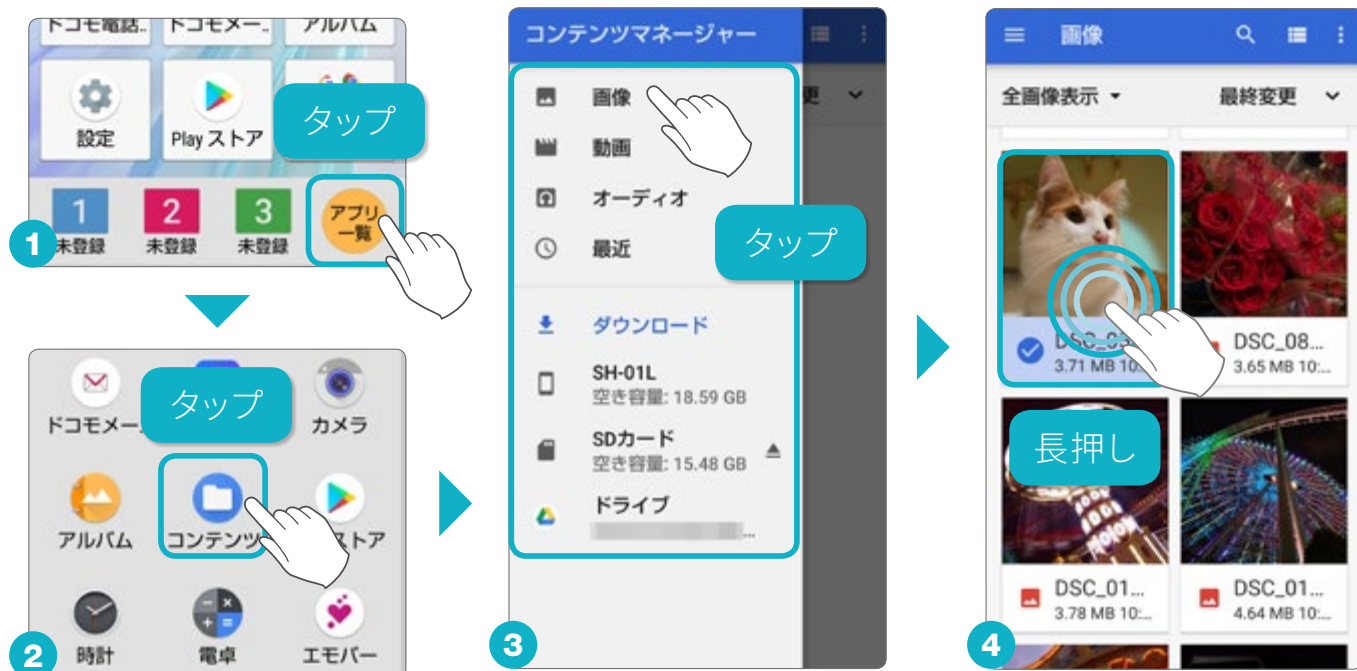 ドコモ電話.. ドコモメー.. アルバム
設定 Play ストア
タップ
1 2 3 アプリ
一覧
未登録 未登録 未登録
1
ドコモメー.. カメラ
タップ
アルバム コンテンツ ストア
時計 電卓 エモパー
2
コンテンツマネージャー
画像
更
動画
オーディオ
最近
タップ
ダウンロード
SH-01L
空き容量: 18.59 GB
SDカード
空き容量: 15.48 GB
ドライブ
...
3
画像
全画像表示 最終変更
DSC_03
3.71 MB 10:...
DSC_08...
3.65 MB 10:...
長押し
DSC_01...
3.78 MB 10:...
DSC_01...
4.64 MB 10:...
4